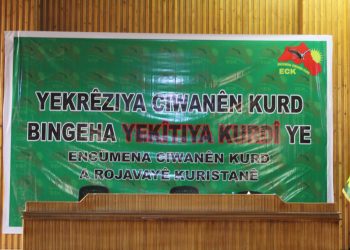 ECK
YEKRÊZIYA CIWANÊN KURD
BINGEHA YEKÎTIYA KURDÎ YE
ENCUMENA CIWANÊN KURD
A ROJAVAYÊ KURISTANÊ